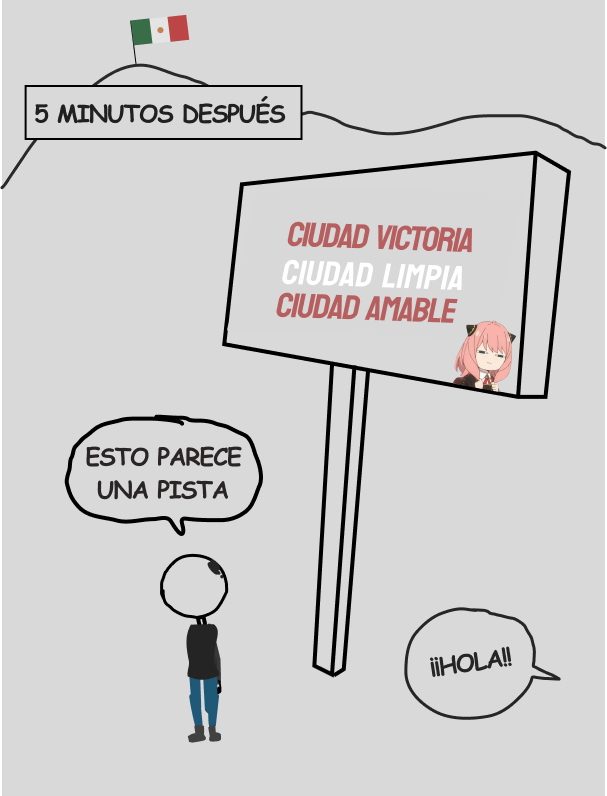 5 MINUTOS DESPUÉS
CIUDAD VICTORIA
CIUDAD LIMPIA
CIUDAD AMABLE
ESTO PARECE
UNA PISTA
¡¡HOLA!!